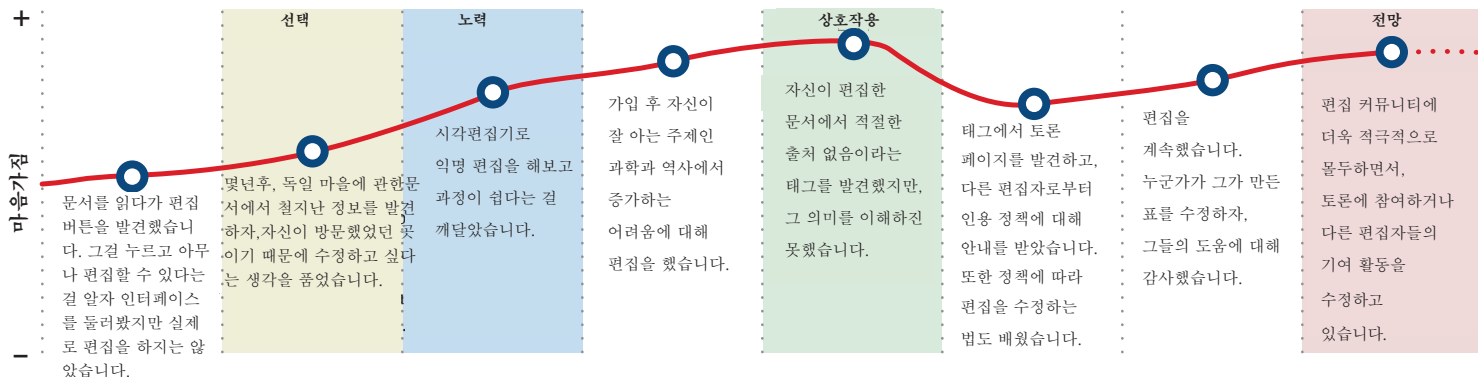 +
선택
노력
상호작용
전망
마음가짐
–
문서를 읽다가 편집
버튼을 발견했습니
다. 그걸 누르고 아무
나 편집할 수 있다는
걸 알자 인터페이스
를 둘러봤지만 실제
로 편집을 하지는 않
았습니다.
몇년후, 독일 마을에 관한문
서에서 철지난 정보를 발견
하자,자신이 방문했었던 곳
이기 때문에 수정하고 싶다
는 생각을 품었습니다.
시각편집기로
익명 편집을 해보고
과정이 쉽다는 걸
깨달았습니다.
가입 후 자신이
잘 아는 주제인
과학과 역사에서
증가하는
어려움에 대해
편집을 했습니다.
자신이 편집한
문서에서 적절한
출처 없음이라는
태그를 발견했지만,
그 의미를 이해하진
못했습니다.
태그에서 토론
페이지를 발견하고,
다른 편집자로부터
인용 정책에 대해
안내를 받았습니다.
또한 정책에 따라
편집을 수정하는
법도 배웠습니다.
편집을
계속했습니다.
누군가가 그가 만든
표를 수정하자,
그들의 도움에 대해
감사했습니다.
편집 커뮤니티에
더욱 적극적으로
몰두하면서,
토론에 참여하거나
다른 편집자들의
기여 활동을
수정하고
있습니다.